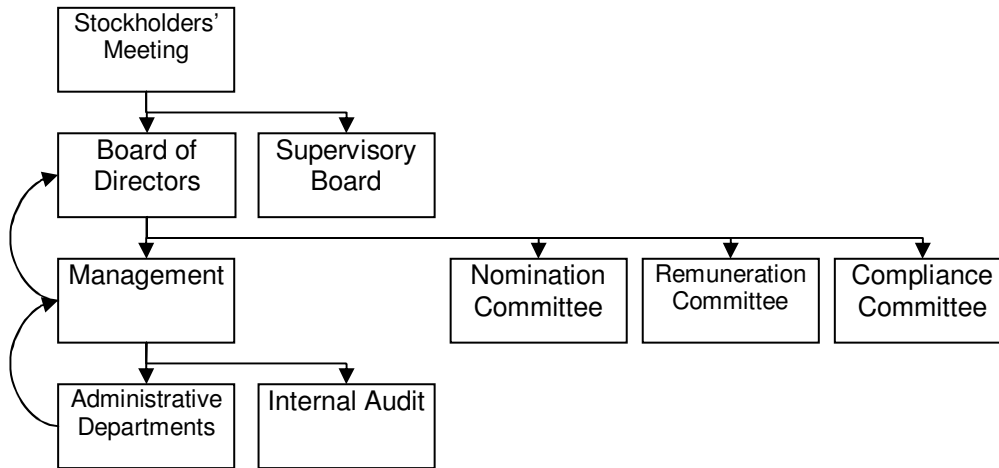 Stockholders’
Meeting
Board of
Directors
Supervisory
Board
Management
Nomination
Committee
Remuneration
Committee
Compliance
Committee
Administrative
Departments
Internal Audit